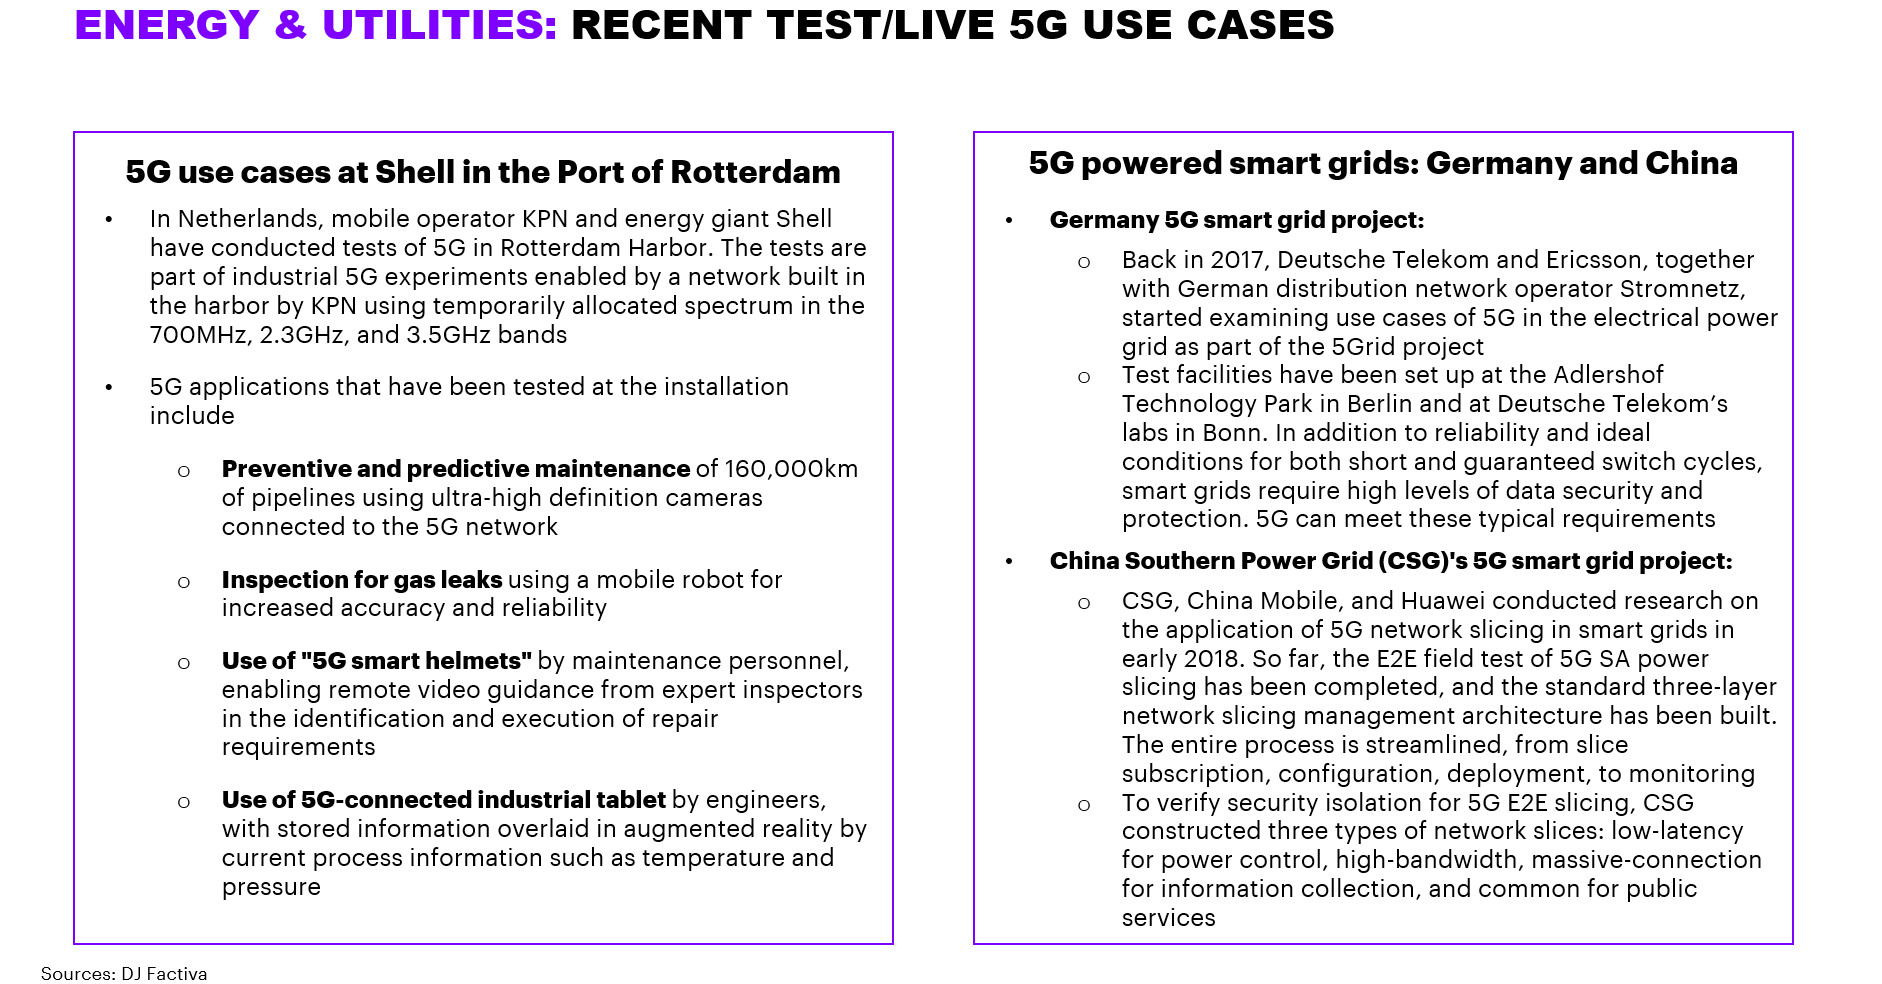 ENERGY & UTILITIES: RECENT TEST/LIVE 5G USE CASES
5G use cases at Shell in the Port of Rotterdam
• In Netherlands, mobile operator KPN and energy giant Shell
have conducted tests of 5G in Rotterdam Harbor. The tests are
part of industrial 5G experiments enabled by a network built in
the harbor by KPN using temporarily allocated spectrum in the
700MHz, 2.3GHz, and 3.5GHz bands
• 5G applications that have been tested at the installation
include
o Preventive and predictive maintenance of 160,000km
of pipelines using ultra-high definition cameras
connected to the 5G network
o Inspection for gas leaks using a mobile robot for
increased accuracy and reliability
o Use of "5G smart helmets" by maintenance personnel,
enabling remote video guidance from expert inspectors
in the identification and execution of repair
requirements
o Use of 5G-connected industrial tablet by engineers,
with stored information overlaid in augmented reality by
current process information such as temperature and
pressure
5G powered smart grids: Germany and China
• Germany 5G smart grid project:
o Back in 2017, Deutsche Telekom and Ericsson, together
with German distribution network operator Stromnetz,
started examining use cases of 5G in the electrical power
grid as part of the 5Grid project
o Test facilities have been set up at the Adlershof
Technology Park in Berlin and at Deutsche Telekom’s
labs in Bonn. In addition to reliability and ideal
conditions for both short and guaranteed switch cycles,
smart grids require high levels of data security and
protection. 5G can meet these typical requirements
• China Southern Power Grid (CSG)'s 5G smart grid project:
o CSG, China Mobile, and Huawei conducted research on
the application of 5G network slicing in smart grids in
early 2018. So far, the E2E field test of 5G SA power
slicing has been completed, and the standard three-layer
network slicing management architecture has been built.
The entire process is streamlined, from slice
subscription, configuration, deployment, to monitoring
o To verify security isolation for 5G E2E slicing, CSG
constructed three types of network slices: low-latency
for power control, high-bandwidth, massive-connection
for information collection, and common for public
services
Sources: DJ Factiva